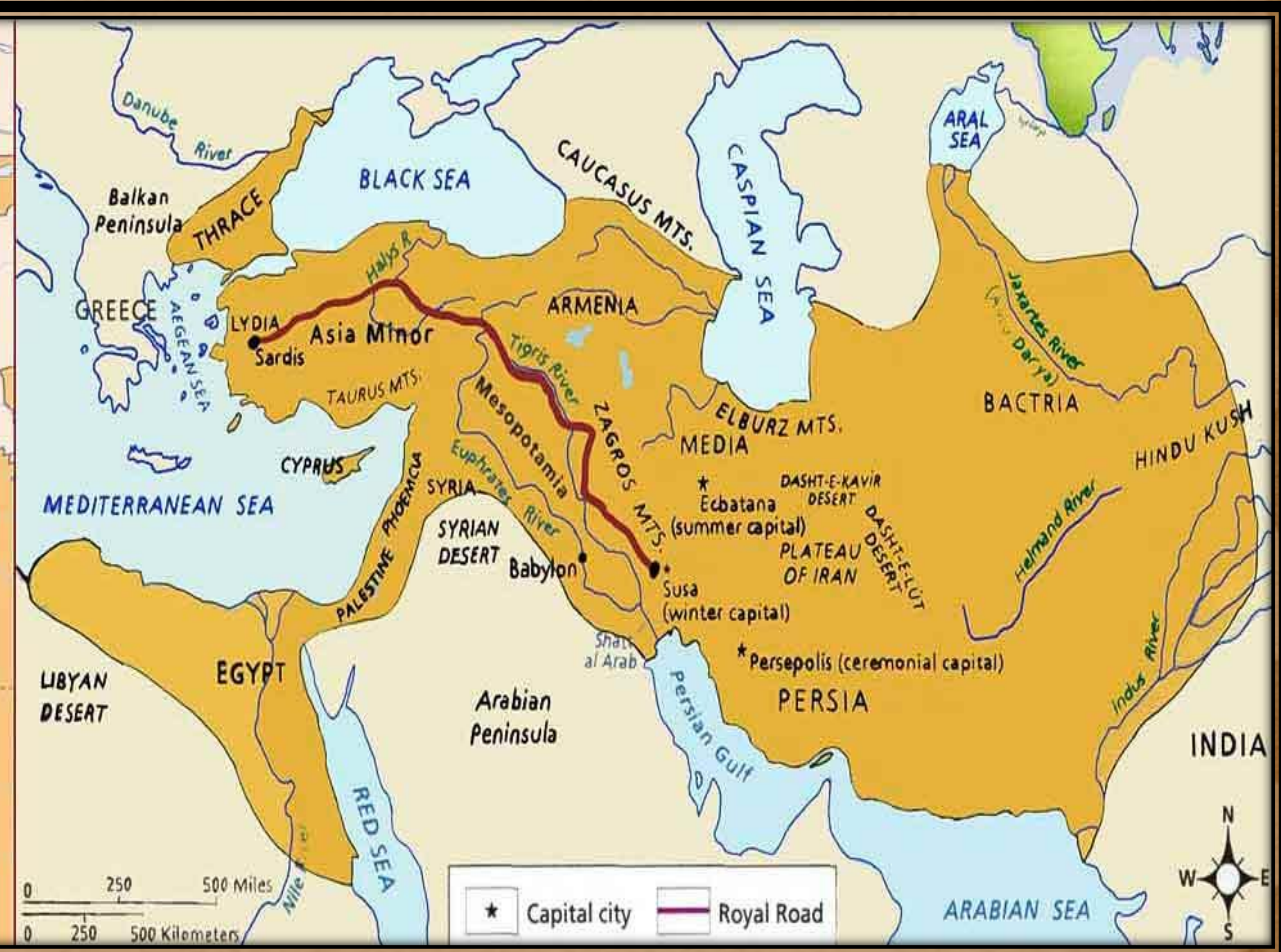 Danube
River
Balkan
Peninsula
THRACE
BLACK SEA
CAUCASUS MTS.
CASPIAN SEA
ARAL
SEA
GREECE
AEGEAN SEA
LYDIA
Sardis
Halys R.
Asia Minor
ARMENIA
TAURUS MTS.
Tigris River
Mesopotamia
ZAGROS MTS.
ELBURZ MTS.
MEDIA
Jaxartes River
Darya)
BACTRIA
HINDU KUSH
CYPRUS
MEDITERRANEAN SEA
SYRIA
Euphrates River
SYRIAN
DESERT
PALESTINE PHOEMCIA
Babylon
Ecbatana
(summer capital)
DASHT-E-KAVIR
DESERT
DASHT-E-LUT
DESERT
PLATEAU
OF IRAN
Helmand River
Susa
(winter capital)
Shatt
al Arab
Persepolis (ceremonial capital)
PERSIA
Persian Gulf
Indus River
INDIA
LIBYAN
DESERT
EGYPT
Arabian
Peninsula
RED SEA
Nile
ARABIAN SEA
N
W E
S
0 250 500 Miles
0 250 500 Kilometers
Capital city
Royal Road